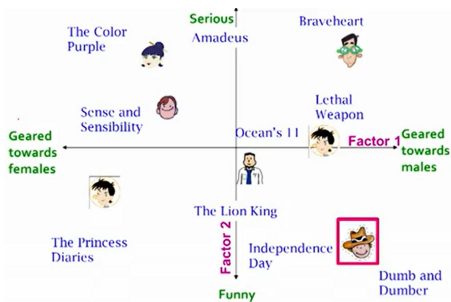 Serious
Braveheart
The Color
Purple
Amadeus
Sense and
Sensibility
Lethal
Weapon
Ocean's 11
Geared
towards
females
Factor 1
Geared
towards
males
The Lion King
The Princess
Diaries
Factor 2
Independence
Day
Dumb and
Dumber
Funny